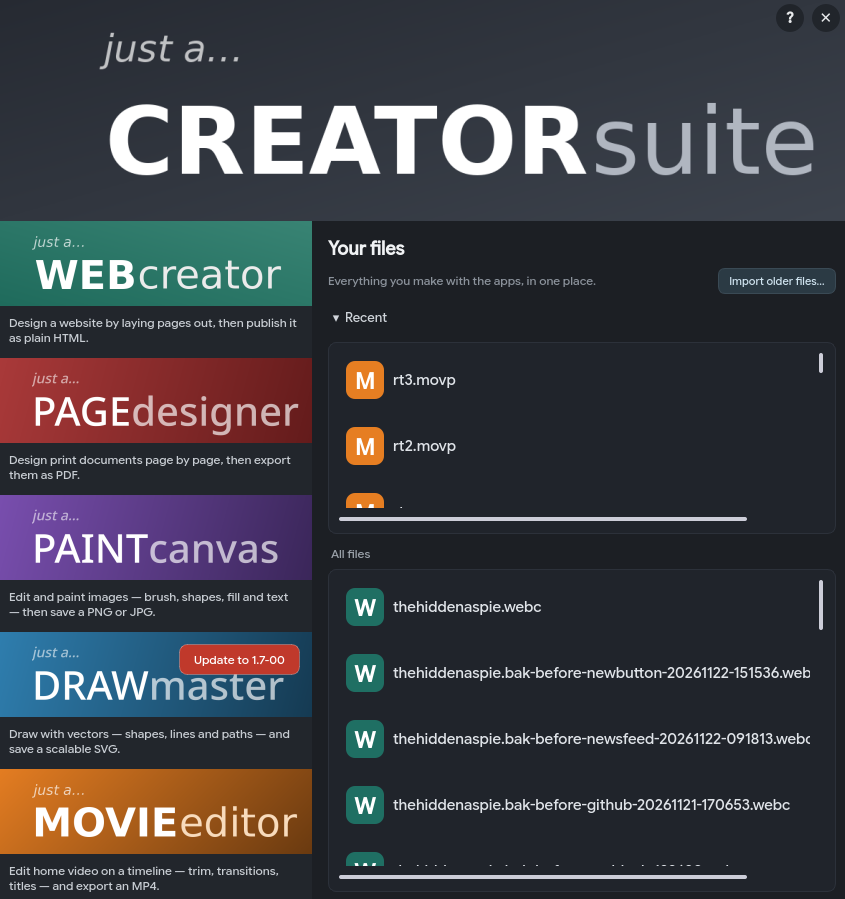 ?
×
just a...
CREATORsuite
just a...
WEBcreator
Design a website by laying pages out, then publish it
as plain HTML.
just a...
PAGEdesigner
Design print documents page by page, then export
them as PDF.
just a...
PAINTcanvas
Edit and paint images — brush, shapes, fill and text
— then save a PNG or JPG.
just a...
Update to 1.7-00
DRAWmaster
Draw with vectors — shapes, lines and paths — and
save a scalable SVG.
just a...
MOVIEeditor
Edit home video on a timeline — trim, transitions,
titles — and export an MP4.
Your files
Everything you make with the apps, in one place.
Import older files...
▾ Recent
M rt3.movp
M rt2.movp
M
All files
W thehiddenaspie.webc
W thehiddenaspie.bak-before-newbutton-20261122-151536.web
W thehiddenaspie.bak-before-newsfeed-20261122-091813.webc
W thehiddenaspie.bak-before-github-20261121-170653.webc
W